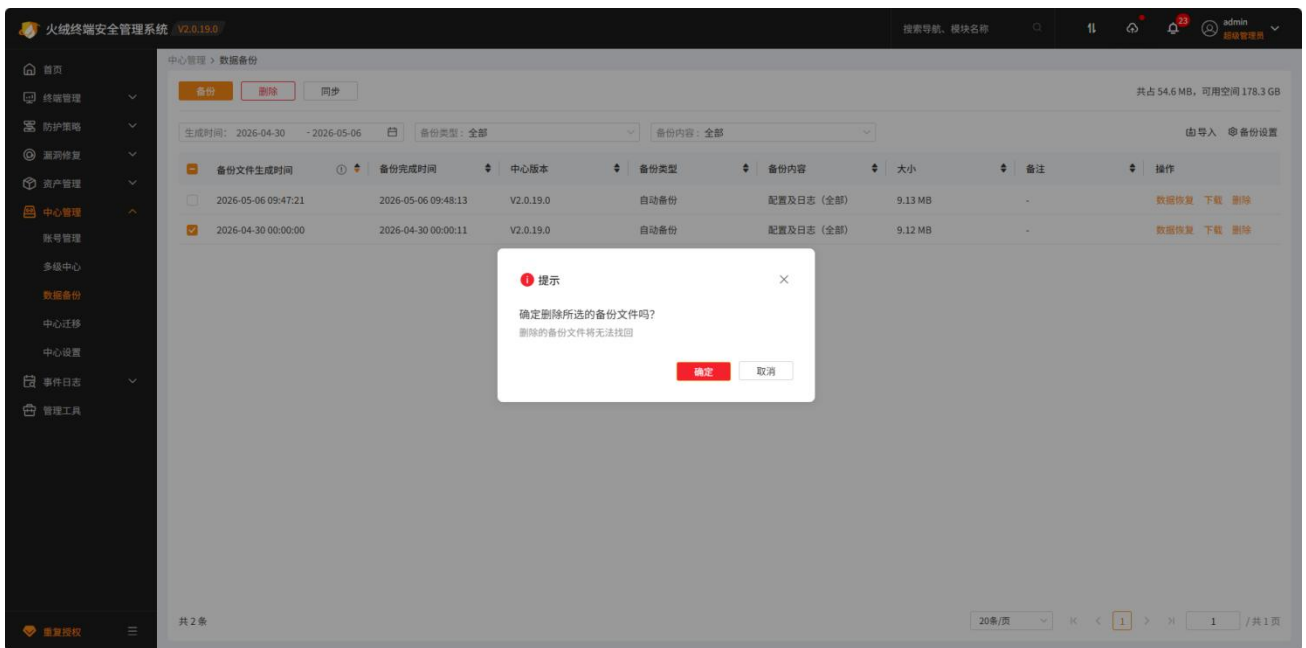 火绒终端安全管理系统 V2.0.19.0 搜索导航、模块名称 23 admin
超级管理员
首页
终端管理
防护策略
漏洞修复
资产管理
中心管理
账号管理
多级中心
数据备份
中心迁移
中心设置
事件日志
管理工具
重复授权
中心管理 > 数据备份
备份 删除 同步 共占 54.6 MB，可用空间 178.3 GB
生成时间： 2026-04-30 - 2026-05-06 备份类型：全部 备份内容：全部 导入 备份设置
备份文件生成时间 备份完成时间 中心版本 备份类型 备份内容 大小 备注 操作
2026-05-06 09:47:21 2026-05-06 09:48:13 V2.0.19.0 自动备份 配置及日志（全部） 9.13 MB - 数据恢复 下载 删除
2026-04-30 00:00:00 2026-04-30 00:00:11 V2.0.19.0 自动备份 配置及日志（全部） 9.12 MB - 数据恢复 下载 删除
提示
确定删除所选的备份文件吗?
删除的备份文件将无法找回
确定 取消
共 2 条 20条/页 1 1 / 共 1 页